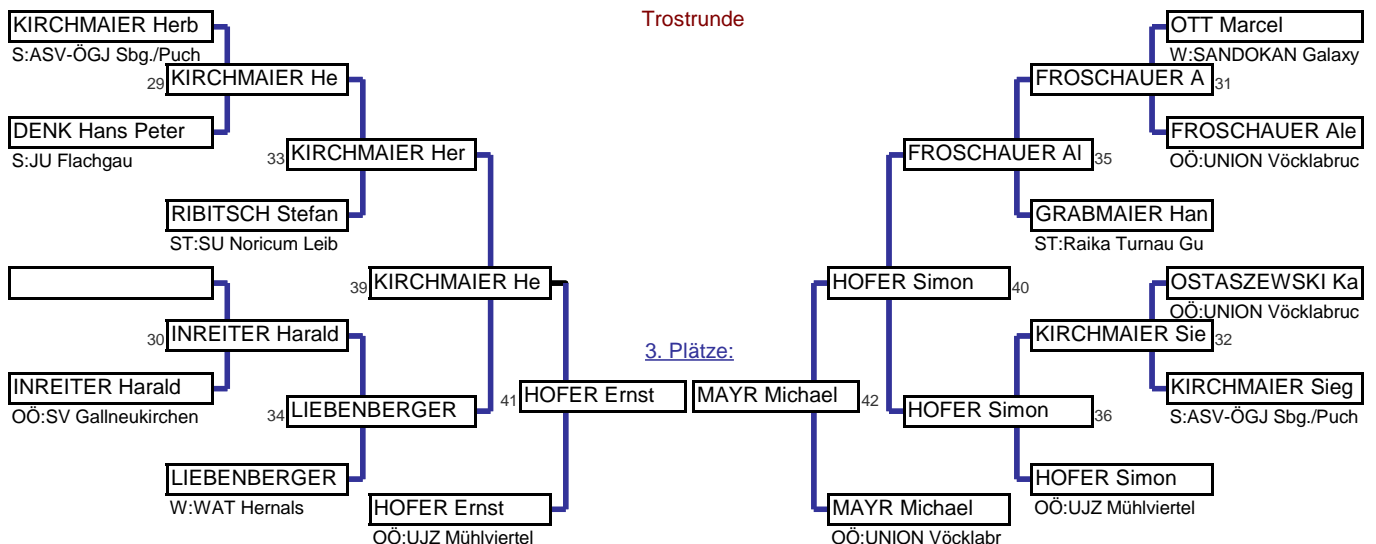 Trostrunde
KIRCHMAIER Herb
S:ASV-ÖGJ Sbg./Puch
29 KIRCHMAIER He
DENK Hans Peter
S:JU Flachgau
33 KIRCHMAIER Her
RIBITSCH Stefan
ST:SU Noricum Leib
39 KIRCHMAIER He
30 INREITER Harald
INREITER Harald
OÖ:SV Gallneukirchen
34 LIEBENBERGER
LIEBENBERGER
W:WAT Hernals
41 HOFER Ernst
HOFER Ernst
OÖ:UJZ Mühlviertel
3. Plätze:
OTT Marcel
W:SANDOKAN Galaxy
FROSCHAUER A 31
FROSCHAUER Ale
OÖ:UNION Vöcklabruc
FROSCHAUER Al 35
GRABMAIER Han
ST:Raika Turnau Gu
HOFER Simon 40
OSTASZEWSKI Ka
OÖ:UNION Vöcklabruc
KIRCHMAIER Sie 32
KIRCHMAIER Sieg
S:ASV-ÖGJ Sbg./Puch
MAYR Michael 42
HOFER Simon 36
HOFER Simon
OÖ:UJZ Mühlviertel
MAYR Michael
OÖ:UNION Vöcklabr